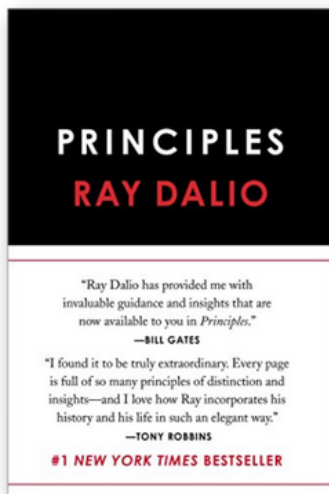 PRINCIPLES
RAY DALIO
“Ray Dalio has provided me with
invaluable guidance and insights that are
now available to you in Principles.”
—BILL GATES
“I found it to be truly extraordinary. Every page
is full of so many principles of distinction and
insights—and I love how Ray incorporates his
history and his life in such an elegant way.”
—TONY ROBBINS
#1 NEW YORK TIMES BESTSELLER